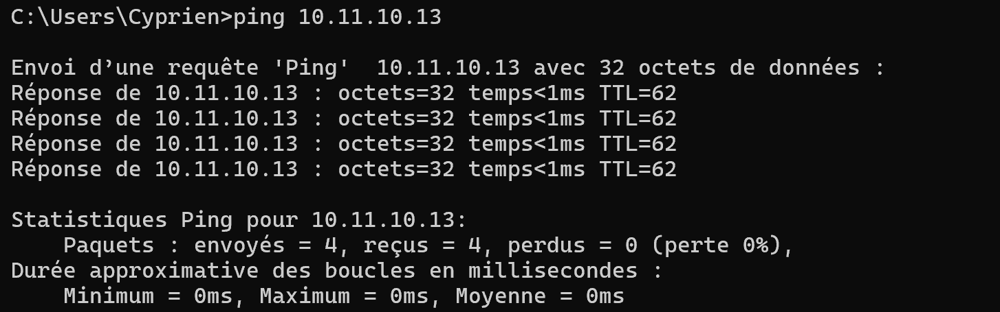 C:\Users\Cyprien>ping 10.11.10.13
Envoi d’une requête 'Ping'  10.11.10.13 avec 32 octets de données :
Réponse de 10.11.10.13 : octets=32 temps<1ms TTL=62
Réponse de 10.11.10.13 : octets=32 temps<1ms TTL=62
Réponse de 10.11.10.13 : octets=32 temps<1ms TTL=62
Réponse de 10.11.10.13 : octets=32 temps<1ms TTL=62
Statistiques Ping pour 10.11.10.13:
    Paquets : envoyés = 4, reçus = 4, perdus = 0 (perte 0%),
Durée approximative des boucles en millisecondes :
    Minimum = 0ms, Maximum = 0ms, Moyenne = 0ms